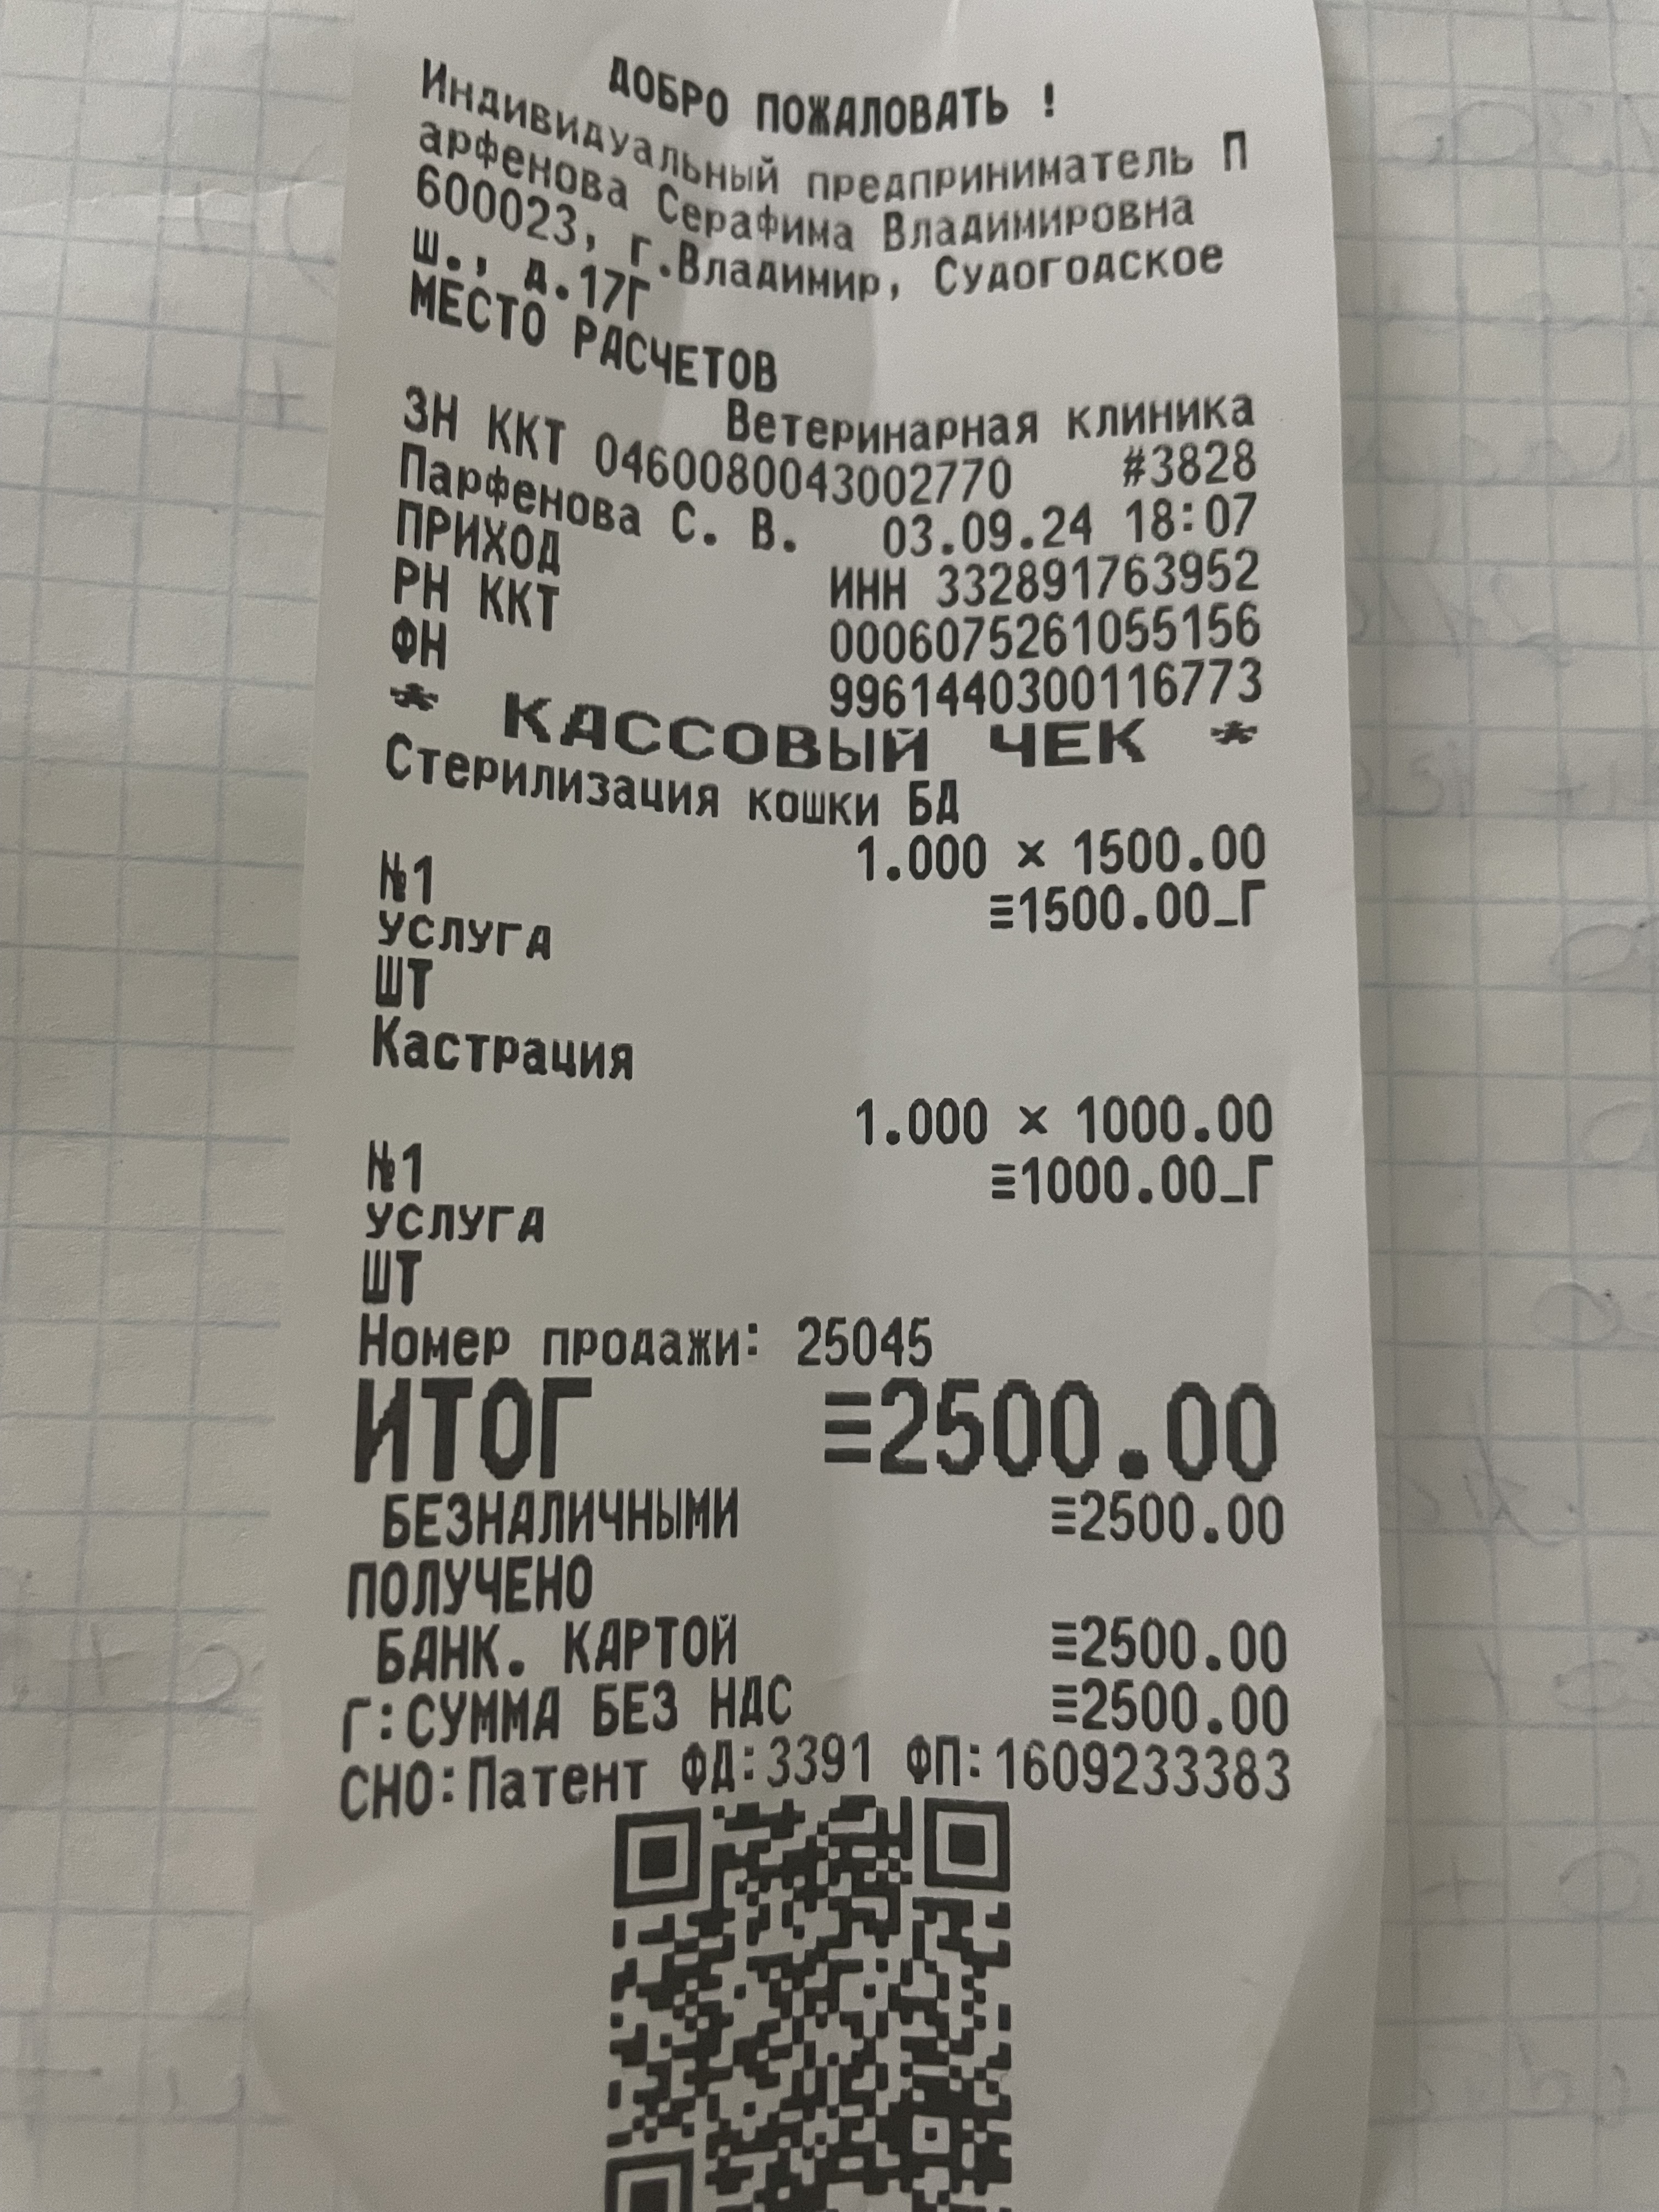 ДОБРО ПОЖАЛОВАТЬ !
Индивидуальный предприниматель П
арфенова Серафима Владимировна
600023, г.Владимир, Судогодское
ш., д.17Г
МЕСТО РАСЧЕТОВ
Ветеринарная клиника
ЗН ККТ 0460080043002770 #3828
Парфенова С. В. 03.09.24 18:07
ПРИХОД ИНН 332891763952
РН ККТ 0006075261055156
ФН 9961440300116773
* КАССОВЫЙ ЧЕК *
Стерилизация кошки БД
1.000 × 1500.00
№1 ≡1500.00_Г
УСЛУГА
ШТ
Кастрация
1.000 × 1000.00
№1 ≡1000.00_Г
УСЛУГА
ШТ
Номер продажи: 25045
ИТОГ ≡2500.00
БЕЗНАЛИЧНЫМИ ≡2500.00
ПОЛУЧЕНО
БАНК. КАРТОЙ ≡2500.00
Г:СУММА БЕЗ НДС ≡2500.00
СНО:Патент ФД:3391 ФП:1609233383